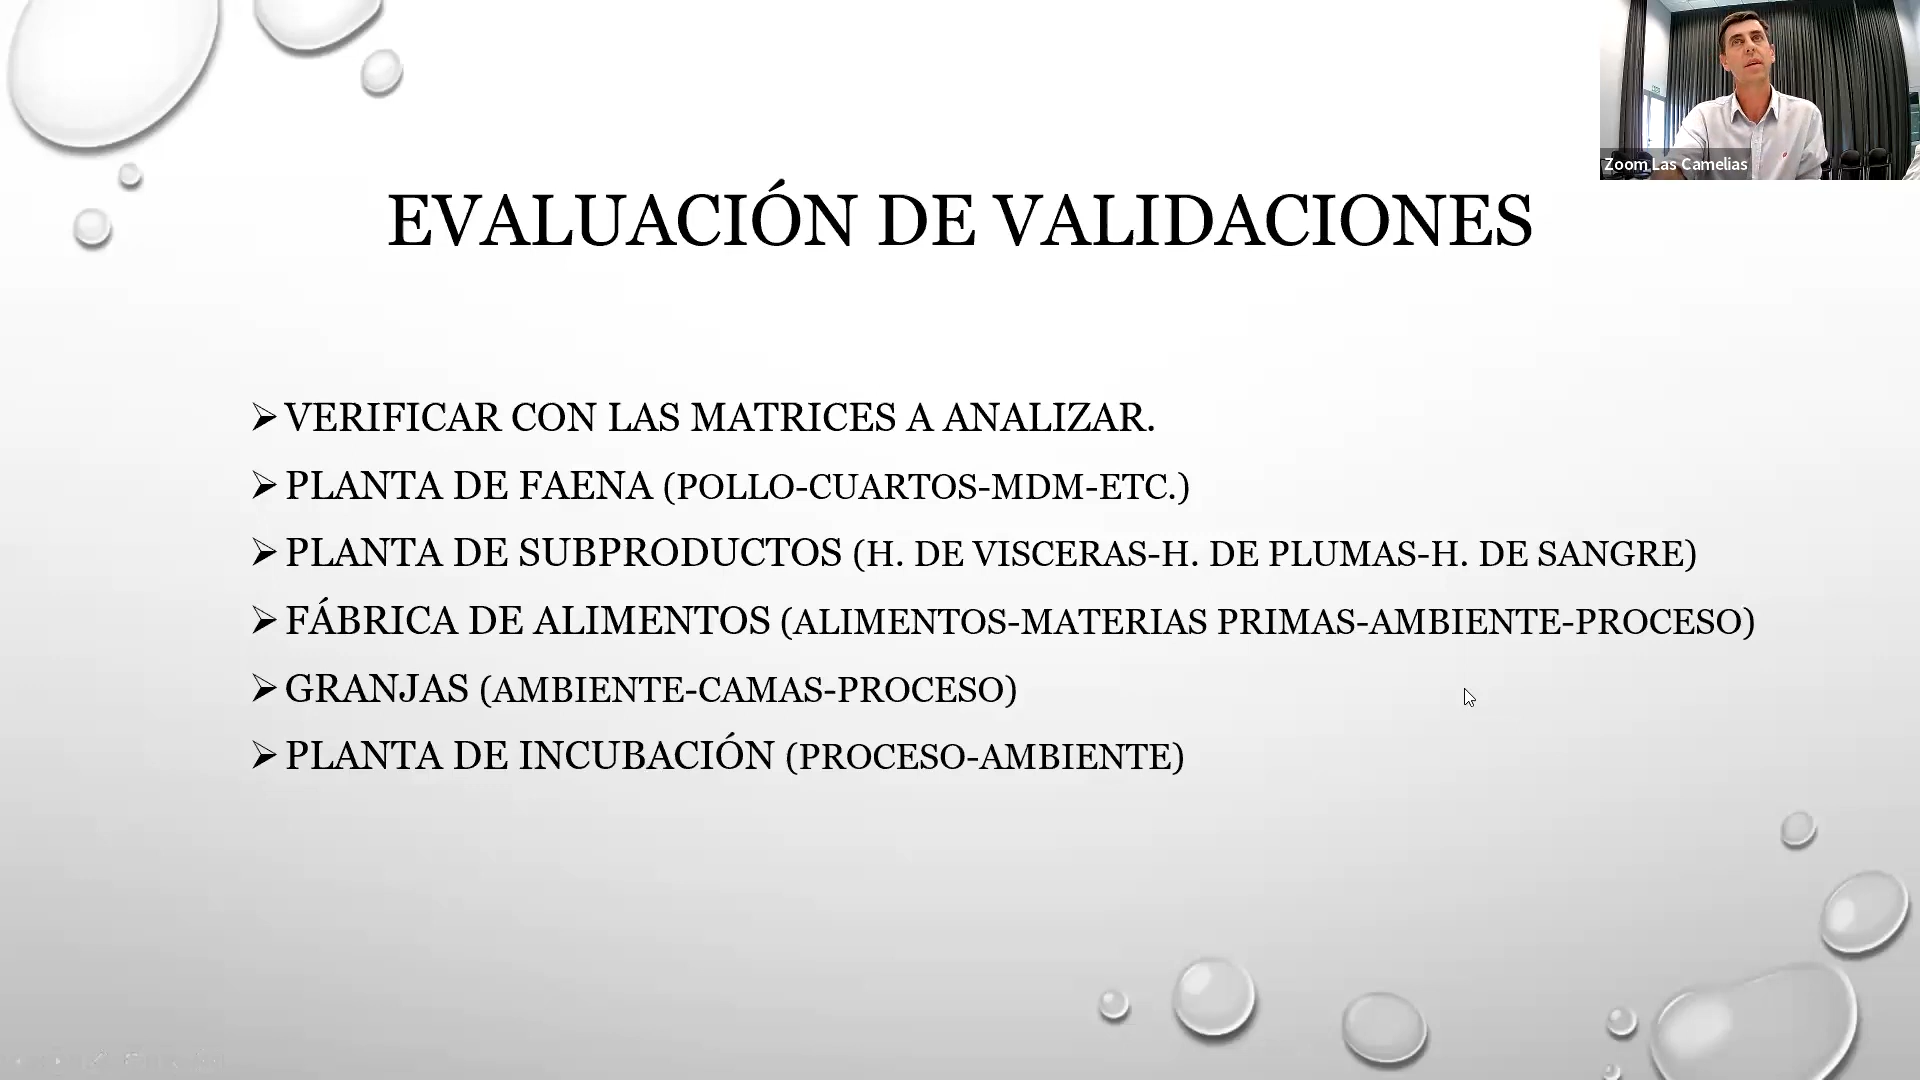 Zoom Las Camelias
EVALUACIÓN DE VALIDACIONES
VERIFICAR CON LAS MATRICES A ANALIZAR.
PLANTA DE FAENA (POLLO-CUARTOS-MDM-ETC.)
PLANTA DE SUBPRODUCTOS (H. DE VISCERAS-H. DE PLUMAS-H. DE SANGRE)
FÁBRICA DE ALIMENTOS (ALIMENTOS-MATERIAS PRIMAS-AMBIENTE-PROCESO)
GRANJAS (AMBIENTE-CAMAS-PROCESO)
PLANTA DE INCUBACIÓN (PROCESO-AMBIENTE)